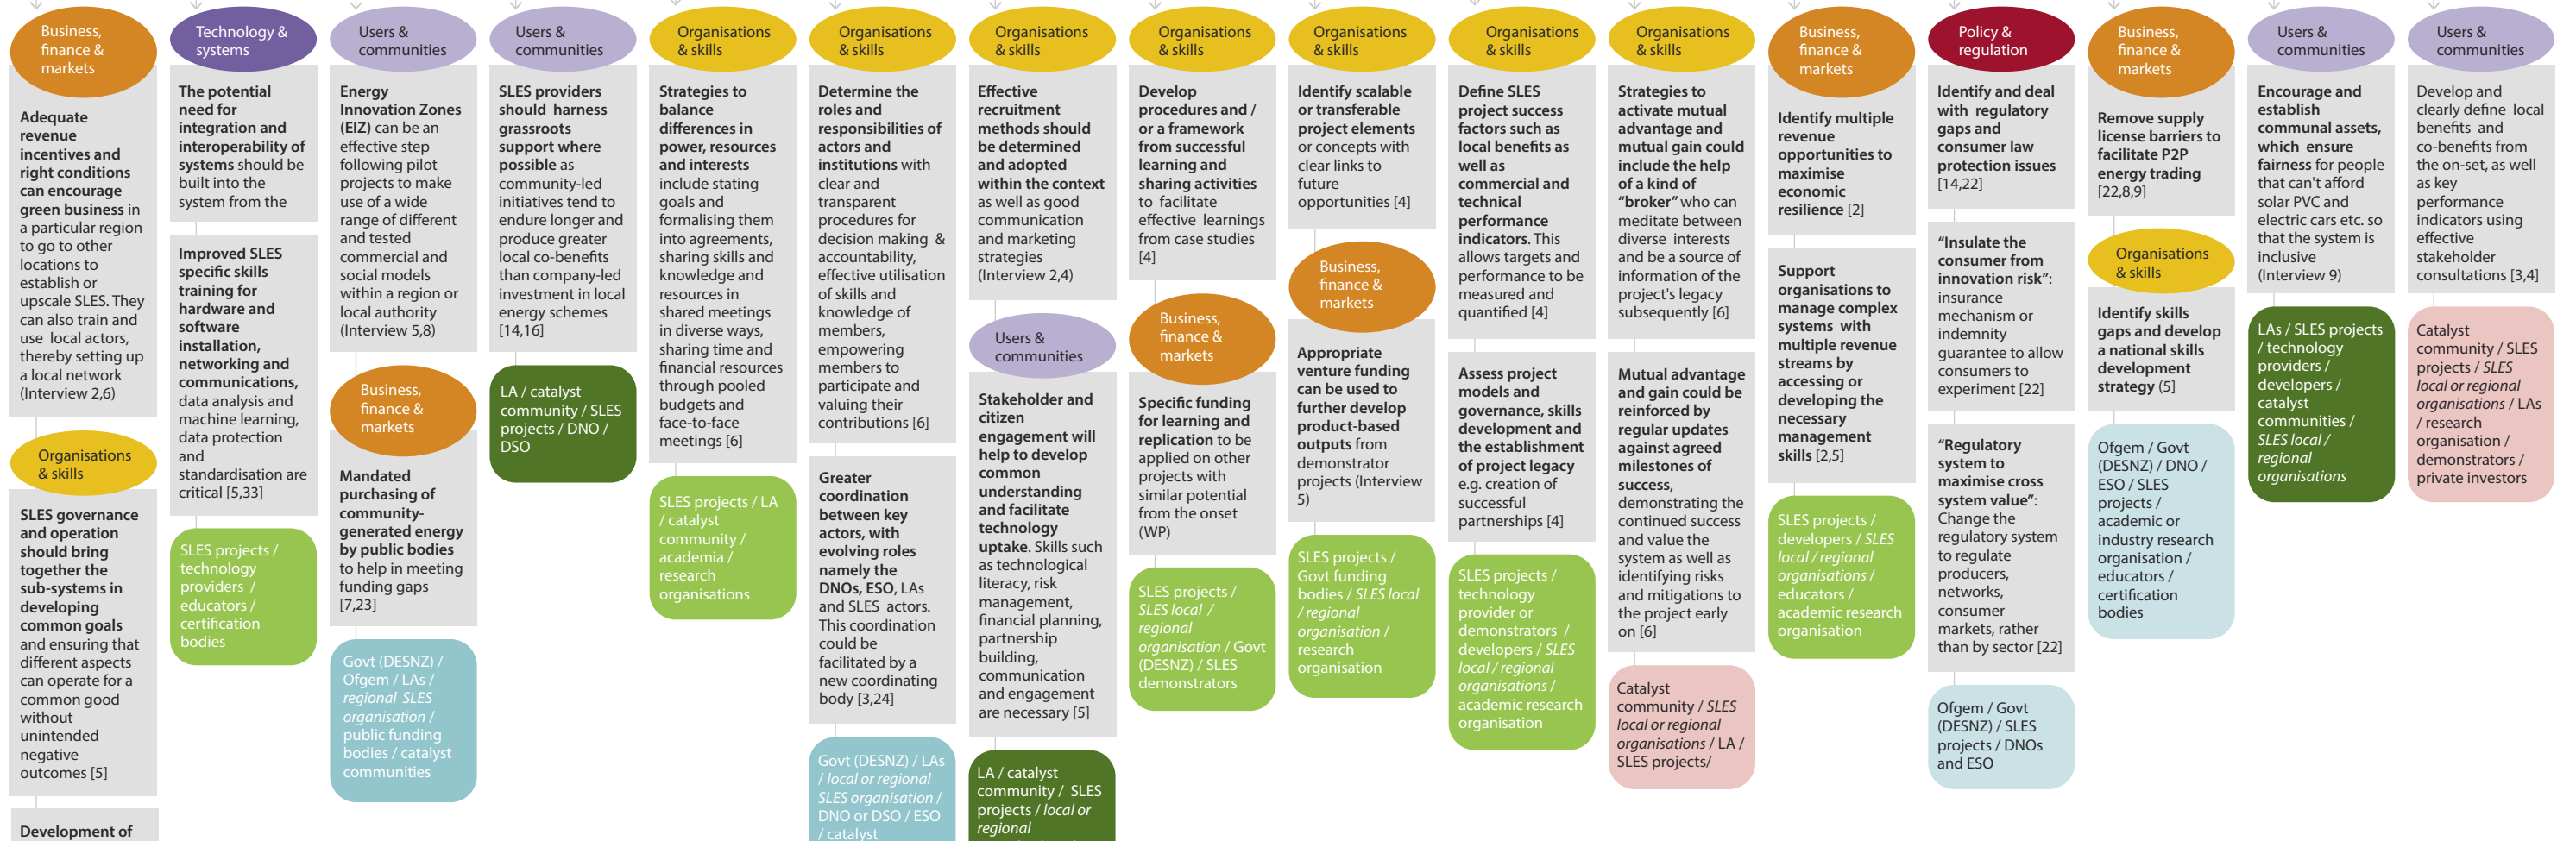 Business,
finance &
markets
Adequate
revenue
incentives and
right conditions
can encourage
green business in
a particular region
to go to other
locations to
establish or
upscale SLES. They
can also train and
use local actors,
thereby setting up
a local network
(Interview 2,6)
Organisations
& skills
SLES governance
and operation
should bring
together the
sub-systems in
developing
common goals
and ensuring that
different aspects
can operate for a
common good
without
unintended
negative
outcomes [5]
Development of
Technology &
systems
The potential
need for
integration and
interoperability of
systems should be
built into the
system from the
Improved SLES
specific skills
training for
hardware and
software
installation,
networking and
communications,
data analysis and
machine learning,
data protection
and
standardisation are
critical [5,33]
SLES projects /
technology
providers /
educators /
certification
bodies
Users &
communities
Energy
Innovation Zones
(EIZ) can be an
effective step
following pilot
projects to make
use of a wide
range of different
and tested
commercial and
social models
within a region or
local authority
(Interview 5,8)
Business,
finance &
markets
Mandated
purchasing of
community-
generated energy
by public bodies
to help in meeting
funding gaps
[7,23]
Govt (DESNZ) /
Ofgem / LAs /
regional SLES
organisation /
public funding
bodies / catalyst
communities
Users &
communities
SLES providers
should harness
grassroots
support where
possible as
community-led
initiatives tend to
endure longer and
produce greater
local co-benefits
than company-led
investment in local
energy schemes
[14,16]
LA / catalyst
community / SLES
projects / DNO /
DSO
Organisations
& skills
Strategies to
balance
differences in
power, resources
and interests
include stating
goals and
formalising them
into agreements,
sharing skills and
knowledge and
resources in
shared meetings
in diverse ways,
sharing time and
financial resources
through pooled
budgets and
face-to-face
meetings [6]
SLES projects / LA
/ catalyst
community /
academia /
research
organisations
Organisations
& skills
Determine the
roles and
responsibilities of
actors and
institutions with
clear and
transparent
procedures for
decision making &
accountability,
effective utilisation
of skills and
knowledge of
members,
empowering
members to
participate and
valuing their
contributions [6]
Greater
coordination
between key
actors, with
evolving roles
namely the
DNOs, ESO, LAs
and SLES actors.
This coordination
could be
facilitated by a
new coordinating
body [3,24]
Govt (DESNZ) / LAs
/ local or regional
SLES organisation /
DNO or DSO / ESO
/ catalyst
Organisations
& skills
Effective
recruitment
methods should
be determined
and adopted
within the context
as well as good
communication
and marketing
strategies
(Interview 2,4)
Users &
communities
Stakeholder and
citizen
engagement will
help to develop
common
understanding
and facilitate
technology
uptake. Skills such
as technological
literacy, risk
management,
financial planning,
partnership
building,
communication
and engagement
are necessary [5]
LA / catalyst
community / SLES
projects / local or
regional
Organisations
& skills
Develop
procedures and /
or a framework
from successful
learning and
sharing activities
to facilitate
effective learnings
from case studies
[4]
Business,
finance &
markets
Specific funding
for learning and
replication to be
applied on other
projects with
similar potential
from the onset
(WP)
SLES projects /
SLES local /
regional
organisation / Govt
(DESNZ) / SLES
demonstrators
Organisations
& skills
Identify scalable
or transferable
project elements
or concepts with
clear links to
future
opportunities [4]
Business,
finance &
markets
Appropriate
venture funding
can be used to
further develop
product-based
outputs from
demonstrator
projects (Interview
5)
SLES projects /
Govt funding
bodies / SLES local
/ regional
organisation /
research
organisation
Organisations
& skills
Define SLES
project success
factors such as
local benefits as
well as
commercial and
technical
performance
indicators. This
allows targets and
performance to be
measured and
quantified [4]
Assess project
models and
governance, skills
development and
the establishment
of project legacy
e.g. creation of
successful
partnerships [4]
SLES projects /
technology
provider or
demonstrators /
developers / SLES
local / regional
organisations /
academic research
organisation
Organisations
& skills
Strategies to
activate mutual
advantage and
mutual gain could
include the help
of a kind of
“broker” who can
meditate between
diverse interests
and be a source of
information of the
project's legacy
subsequently [6]
Mutual advantage
and gain could be
reinforced by
regular updates
against agreed
milestones of
success,
demonstrating the
continued success
and value the
system as well as
identifying risks
and mitigations to
the project early
on [6]
Catalyst
community / SLES
local or regional
organisations / LA /
SLES projects/
Business,
finance &
markets
Identify multiple
revenue
opportunities to
maximise
economic
resilience [2]
Support
organisations to
manage complex
systems with
multiple revenue
streams by
accessing or
developing the
necessary
management
skills [2,5]
SLES projects /
developers / SLES
local / regional
organisations /
educators /
academic research
organisation
Policy &
regulation
Identify and deal
with regulatory
gaps and
consumer law
protection issues
[14,22]
“Insulate the
consumer from
innovation risk”:
insurance
mechanism or
indemnity
guarantee to allow
consumers to
experiment [22]
“Regulatory
system to
maximise cross
system value”:
Change the
regulatory system
to regulate
producers,
networks,
consumer
markets, rather
than by sector [22]
Ofgem / Govt
(DESNZ) / SLES
projects / DNOs
and ESO
Business,
finance &
markets
Remove supply
license barriers to
facilitate P2P
energy trading
[22,8,9]
Organisations
& skills
Identify skills
gaps and develop
a national skills
development
strategy (5]
Ofgem / Govt
(DESNZ) / DNO /
ESO / SLES
projects /
academic or
industry research
organisation /
educators /
certification
bodies
Users &
communities
Encourage and
establish
communal assets,
which ensure
fairness for people
that can't afford
solar PVC and
electric cars etc. so
that the system is
inclusive
(Interview 9)
LAs / SLES projects
/ technology
providers /
developers /
catalyst
communities /
SLES local /
regional
organisations
Users &
communities
Develop and
clearly define local
benefits and
co-benefits from
the on-set, as well
as key
performance
indicators using
effective
stakeholder
consultations [3,4]
Catalyst
community / SLES
projects / SLES
local or regional
organisations / LAs
/ research
organisation /
demonstrators /
private investors